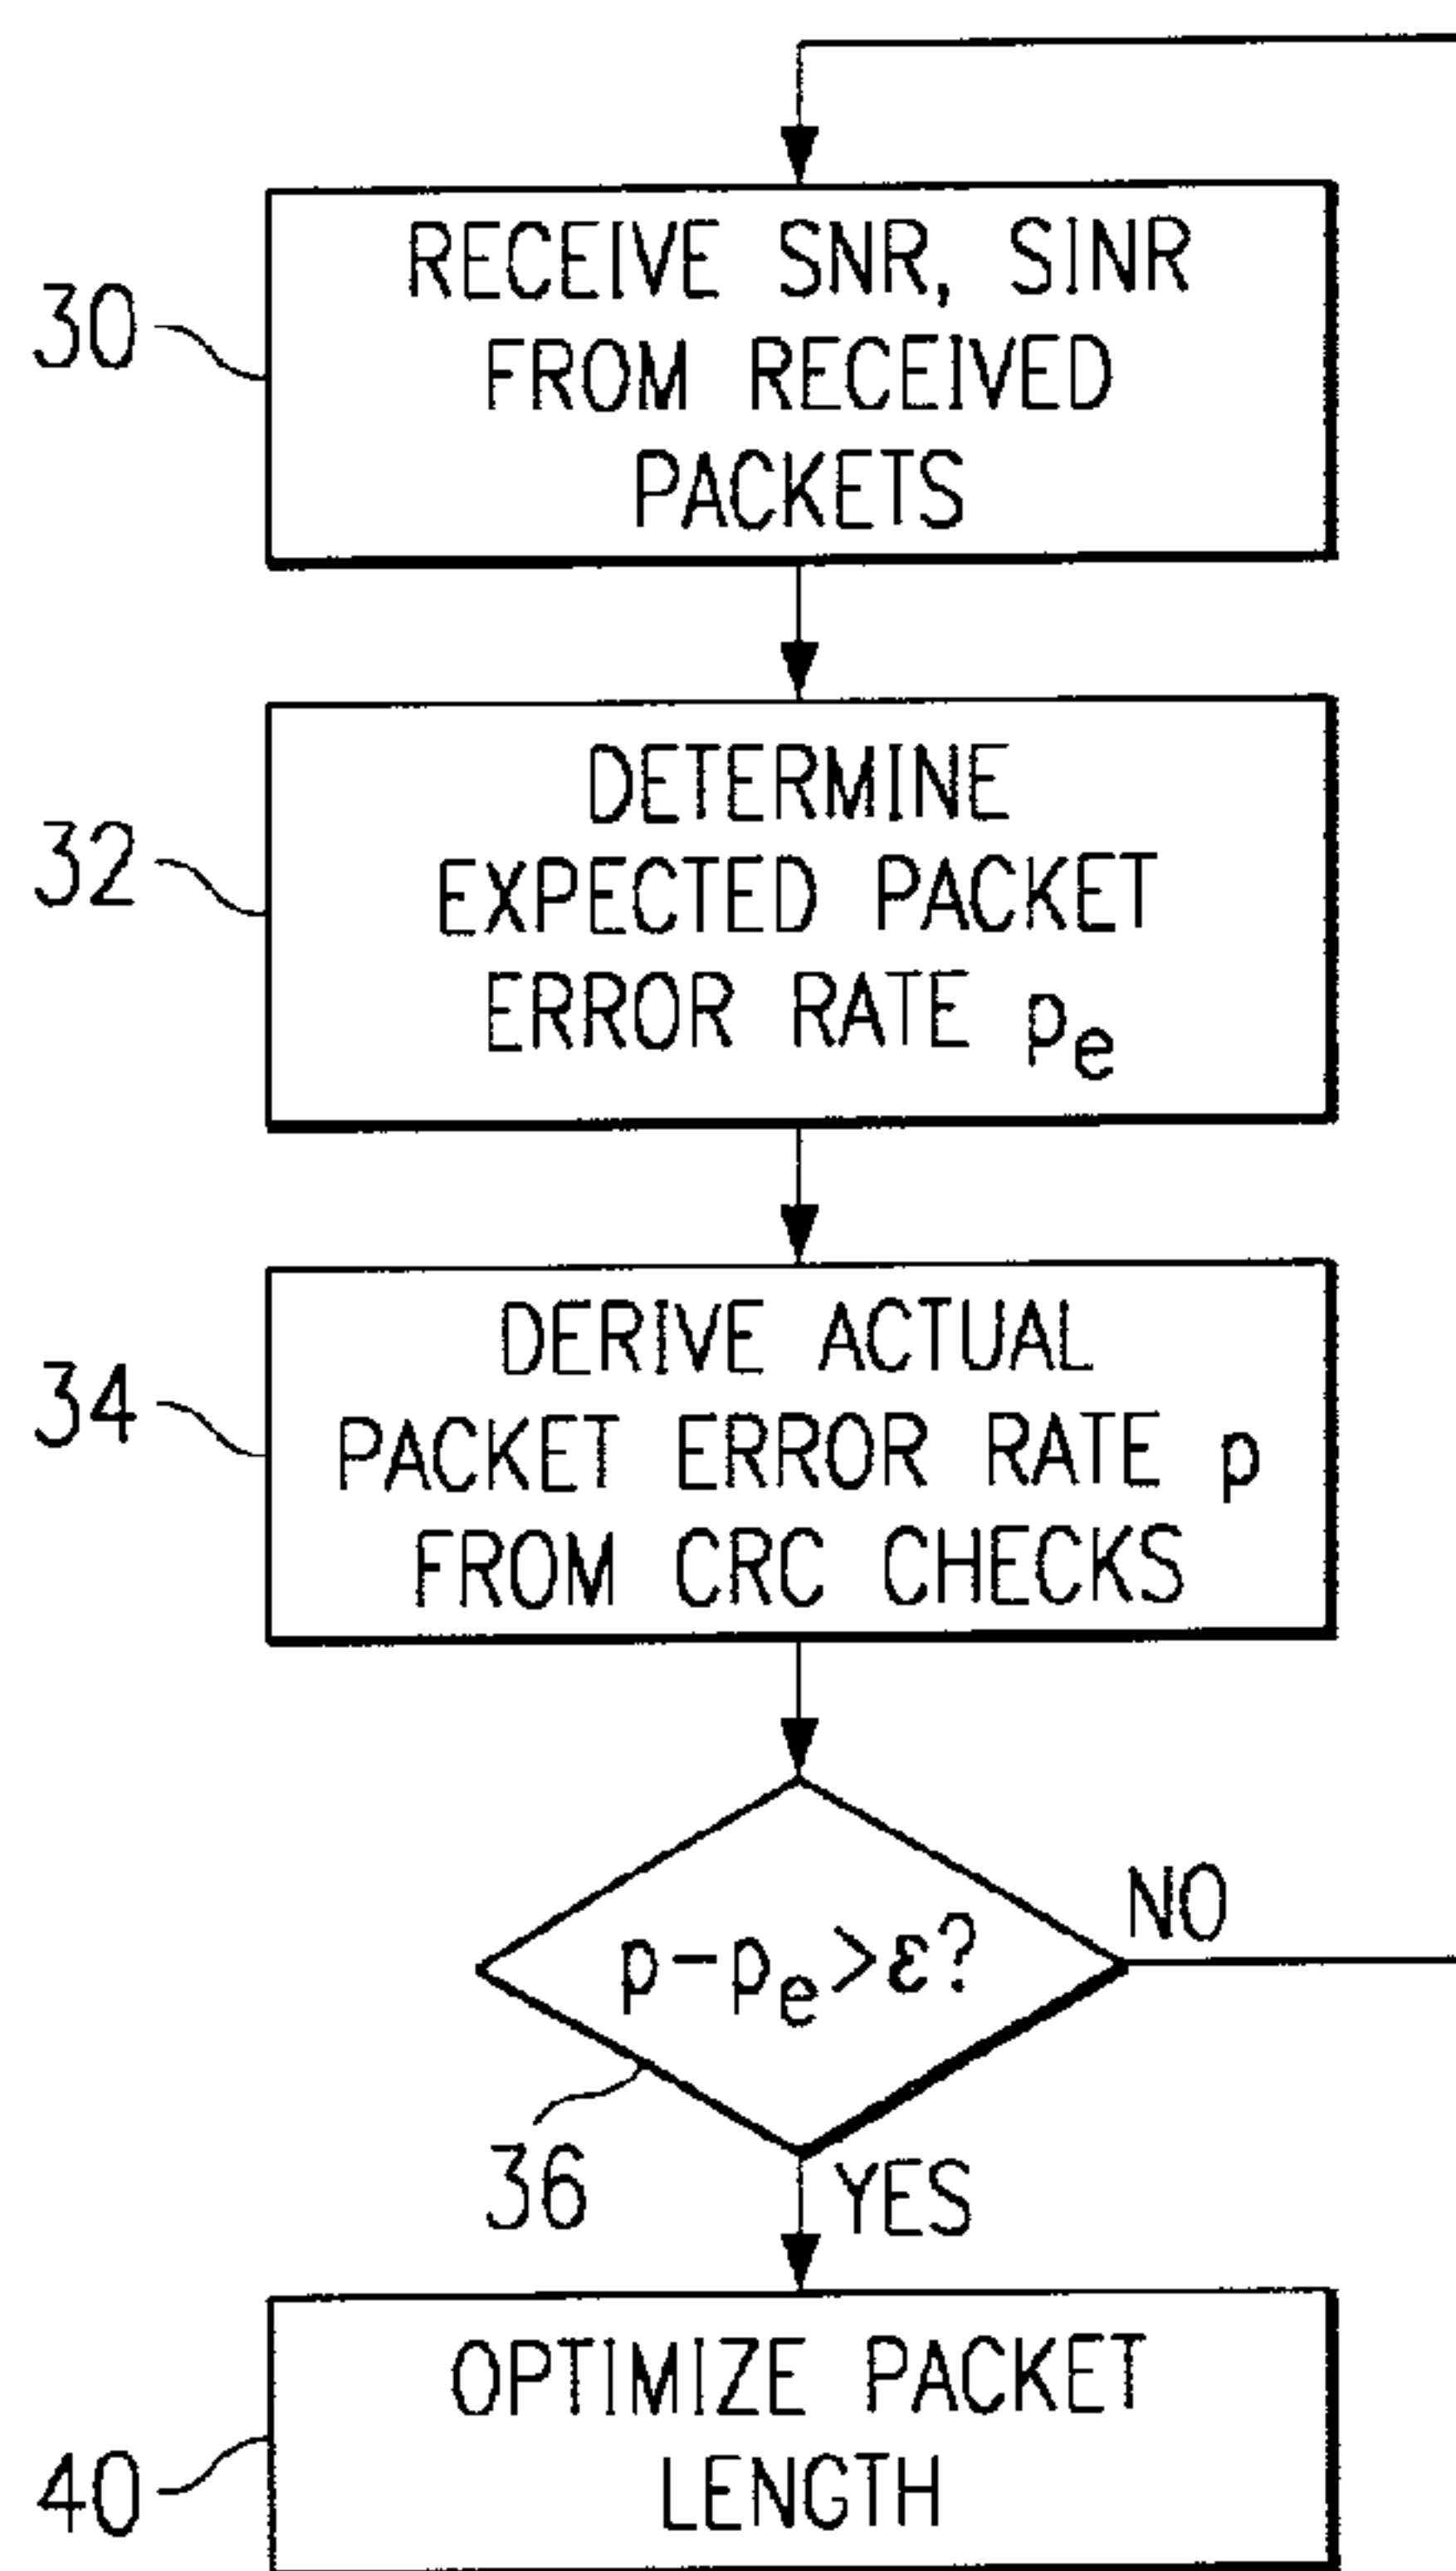 30
RECEIVE SNR, SINR
FROM RECEIVED
PACKETS
32
DETERMINE
EXPECTED PACKET
ERROR RATE pe
34
DERIVE ACTUAL
PACKET ERROR RATE p
FROM CRC CHECKS
p-pe>ε?
NO
36
YES
40
OPTIMIZE PACKET
LENGTH